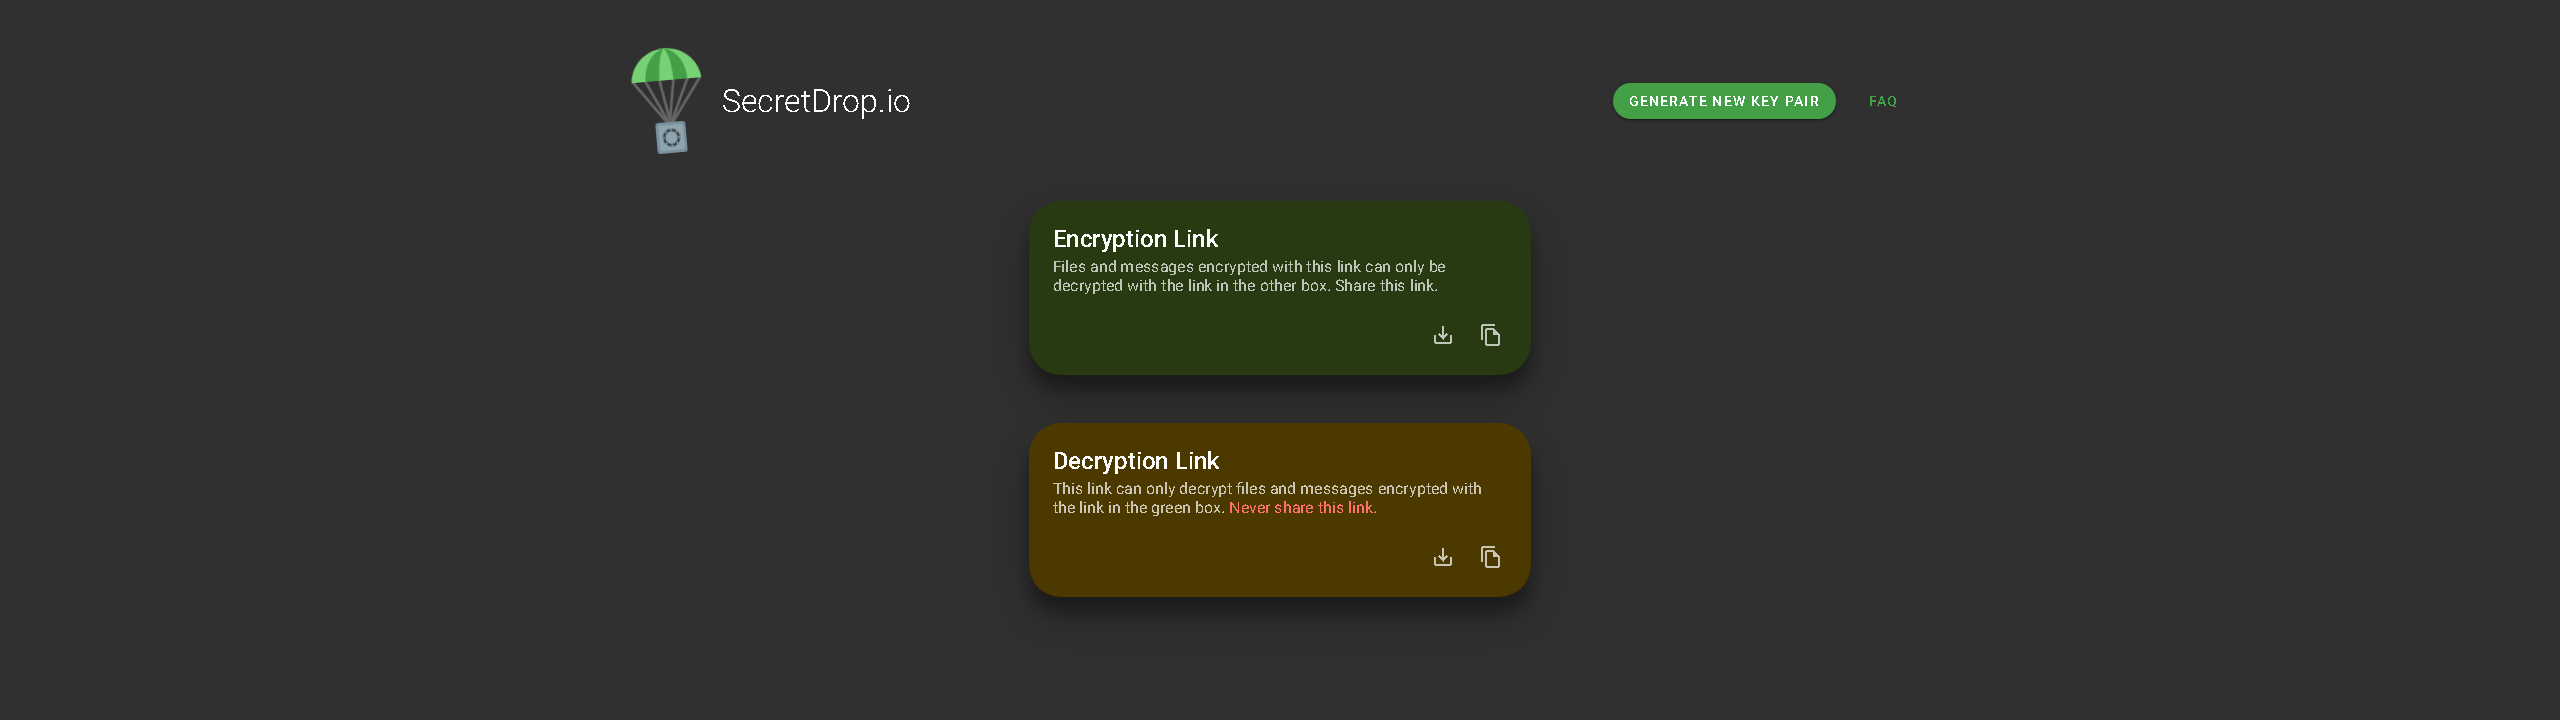 SecretDrop.io
GENERATE NEW KEY PAIR
FAQ
Encryption Link
Files and messages encrypted with this link can only be
decrypted with the link in the other box. Share this link.
Decryption Link
This link can only decrypt files and messages encrypted with
the link in the green box. Never share this link.